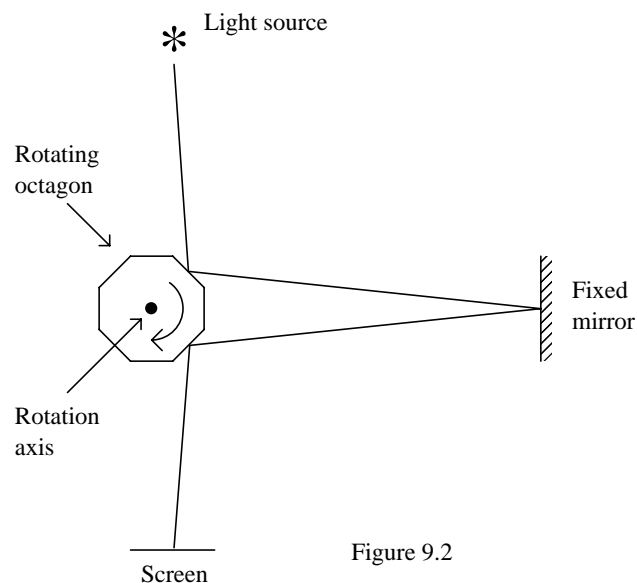 Light source
Rotating
octagon
Fixed
mirror
Rotation
axis
Figure 9.2
Screen